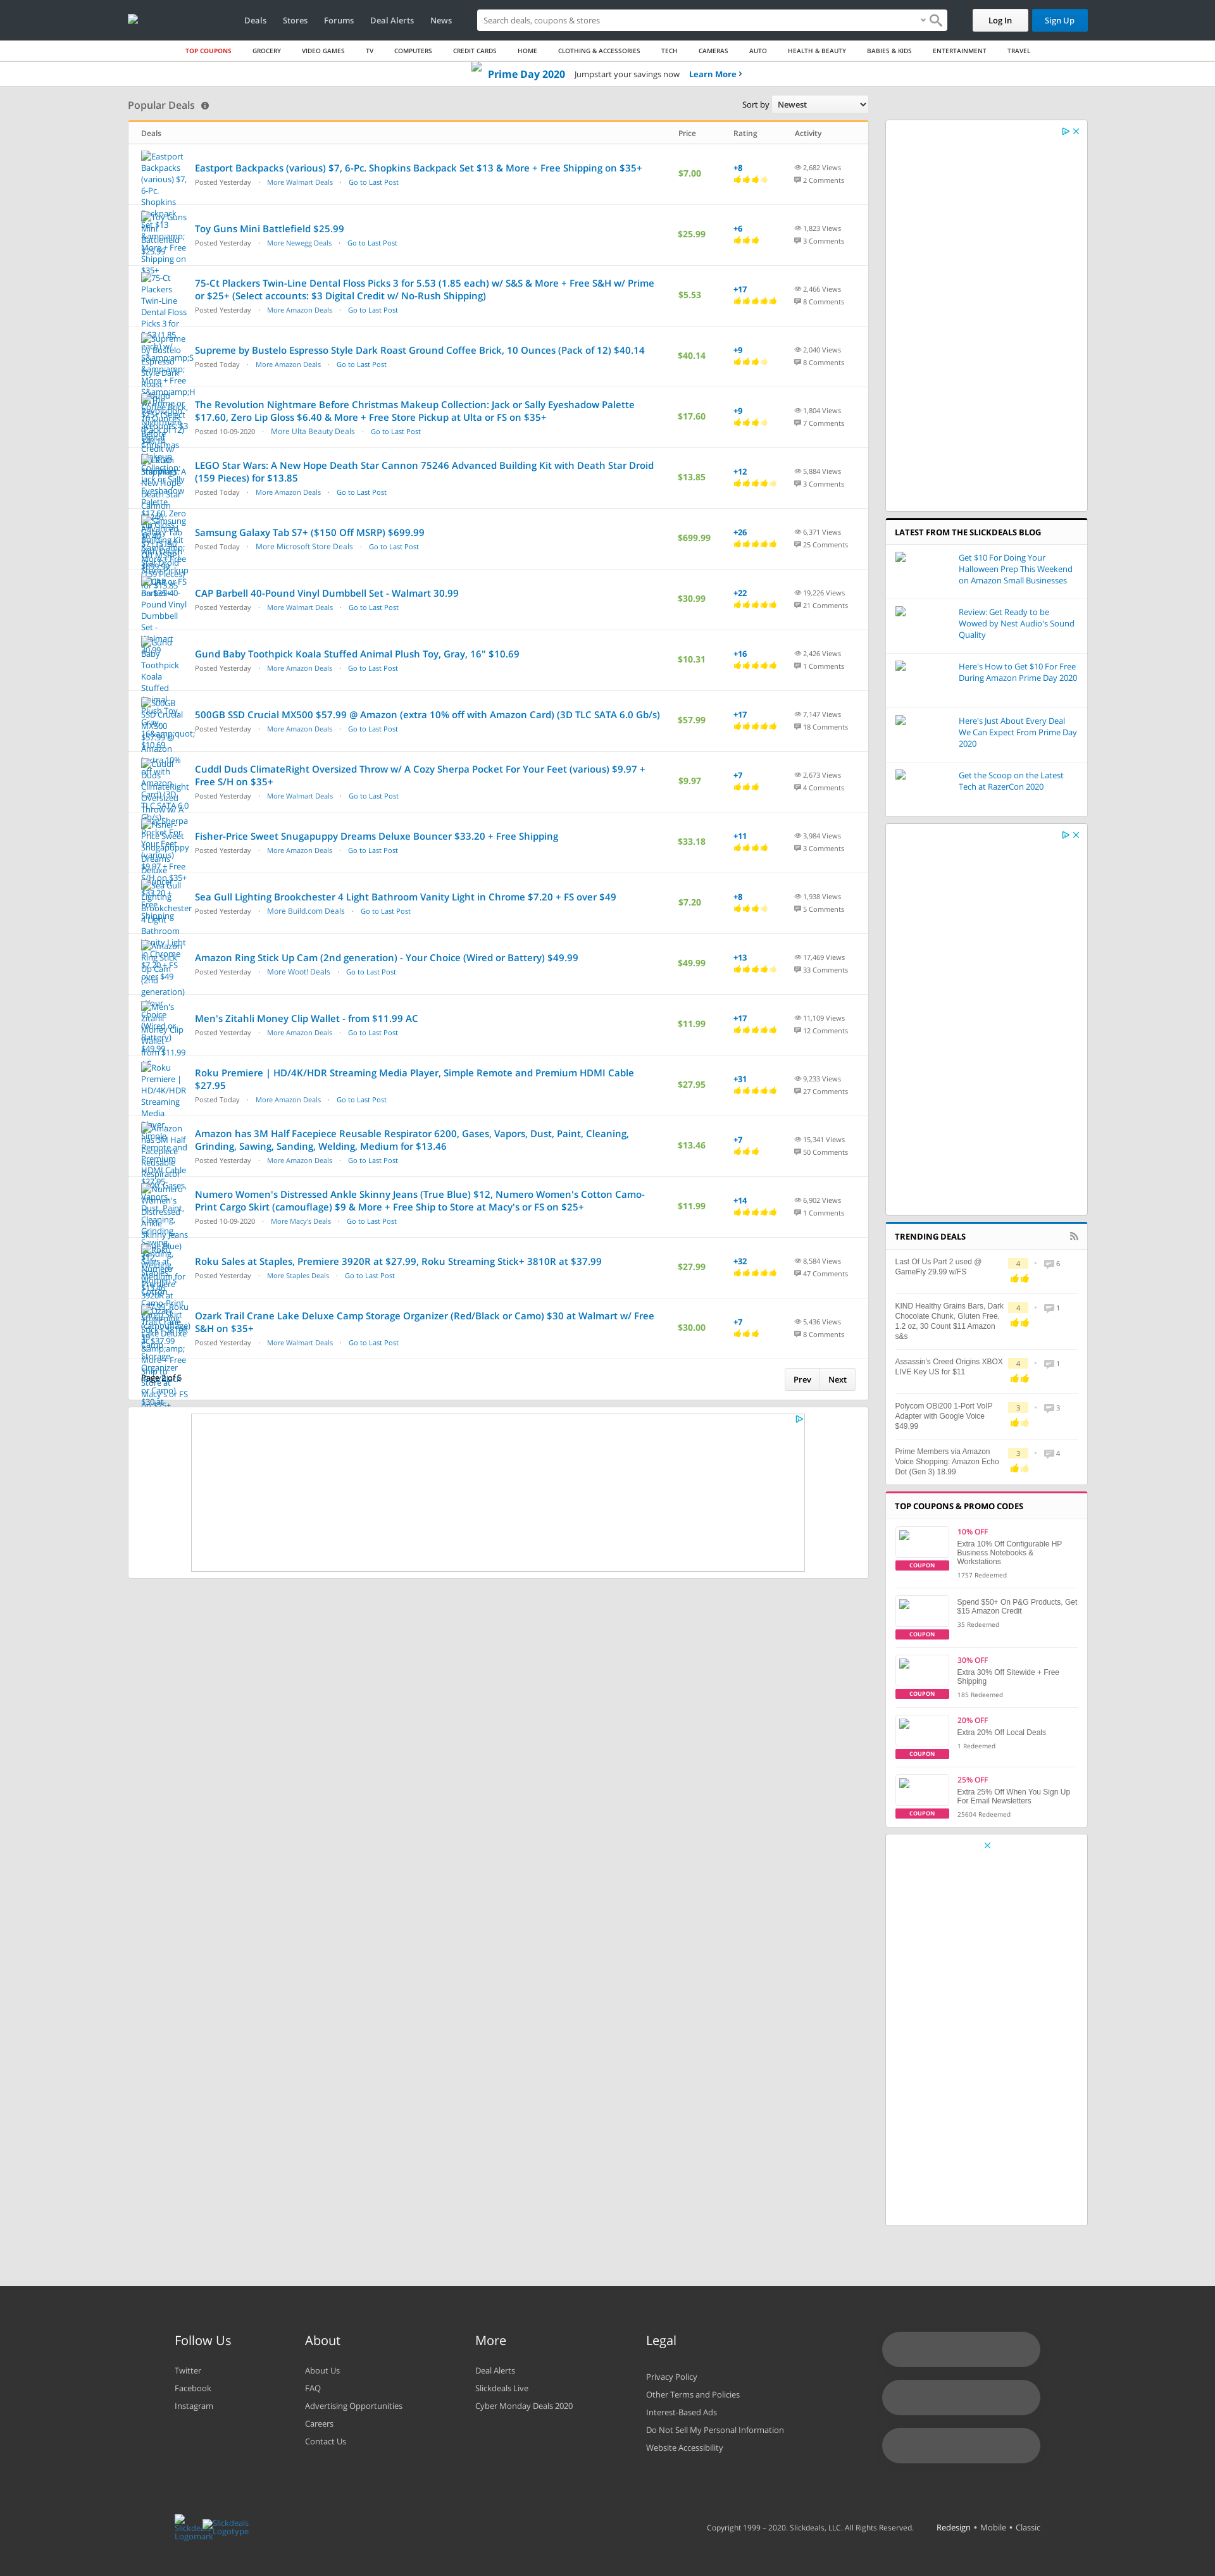 Deals Stores Forums Deal Alerts News
Search deals, coupons & stores
Log In Sign Up
TOP COUPONS GROCERY VIDEO GAMES TV COMPUTERS CREDIT CARDS HOME CLOTHING & ACCESSORIES TECH CAMERAS AUTO HEALTH & BEAUTY BABIES & KIDS ENTERTAINMENT TRAVEL
Prime Day 2020 Jumpstart your savings now Learn More
Popular Deals
Sort by Newest
Deals Price Rating Activity
Eastport Backpacks (various) $7, 6-Pc. Shopkins Backpack Set $13 & More + Free Shipping on $35+
Posted Yesterday · More Walmart Deals · Go to Last Post
$7.00 +8 2,682 Views
2 Comments
Toy Guns Mini Battlefield $25.99
Posted Yesterday · More Newegg Deals · Go to Last Post
$25.99 +6 1,823 Views
3 Comments
75-Ct Plackers Twin-Line Dental Floss Picks 3 for 5.53 (1.85 each) w/ S&S & More + Free S&H w/ Prime
or $25+ (Select accounts: $3 Digital Credit w/ No-Rush Shipping)
Posted Yesterday · More Amazon Deals · Go to Last Post
$5.53 +17 2,466 Views
8 Comments
Supreme by Bustelo Espresso Style Dark Roast Ground Coffee Brick, 10 Ounces (Pack of 12) $40.14
Posted Today · More Amazon Deals · Go to Last Post
$40.14 +9 2,040 Views
8 Comments
The Revolution Nightmare Before Christmas Makeup Collection: Jack or Sally Eyeshadow Palette
$17.60, Zero Lip Gloss $6.40 & More + Free Store Pickup at Ulta or FS on $35+
Posted 10-09-2020 · More Ulta Beauty Deals · Go to Last Post
$17.60 +9 1,804 Views
7 Comments
LEGO Star Wars: A New Hope Death Star Cannon 75246 Advanced Building Kit with Death Star Droid
(159 Pieces) for $13.85
Posted Today · More Amazon Deals · Go to Last Post
$13.85 +12 5,884 Views
3 Comments
Samsung Galaxy Tab S7+ ($150 Off MSRP) $699.99
Posted Today · More Microsoft Store Deals · Go to Last Post
$699.99 +26 6,371 Views
25 Comments
CAP Barbell 40-Pound Vinyl Dumbbell Set - Walmart 30.99
Posted Yesterday · More Walmart Deals · Go to Last Post
$30.99 +22 19,226 Views
21 Comments
Gund Baby Toothpick Koala Stuffed Animal Plush Toy, Gray, 16" $10.69
Posted Yesterday · More Amazon Deals · Go to Last Post
$10.31 +16 2,426 Views
1 Comments
500GB SSD Crucial MX500 $57.99 @ Amazon (extra 10% off with Amazon Card) (3D TLC SATA 6.0 Gb/s)
Posted Yesterday · More Amazon Deals · Go to Last Post
$57.99 +17 7,147 Views
18 Comments
Cuddl Duds ClimateRight Oversized Throw w/ A Cozy Sherpa Pocket For Your Feet (various) $9.97 +
Free S/H on $35+
Posted Yesterday · More Walmart Deals · Go to Last Post
$9.97 +7 2,673 Views
4 Comments
Fisher-Price Sweet Snugapuppy Dreams Deluxe Bouncer $33.20 + Free Shipping
Posted Yesterday · More Amazon Deals · Go to Last Post
$33.18 +11 3,984 Views
3 Comments
Sea Gull Lighting Brookchester 4 Light Bathroom Vanity Light in Chrome $7.20 + FS over $49
Posted Yesterday · More Build.com Deals · Go to Last Post
$7.20 +8 1,938 Views
5 Comments
Amazon Ring Stick Up Cam (2nd generation) - Your Choice (Wired or Battery) $49.99
Posted Yesterday · More Woot! Deals · Go to Last Post
$49.99 +13 17,469 Views
33 Comments
Men's Zitahli Money Clip Wallet - from $11.99 AC
Posted Yesterday · More Amazon Deals · Go to Last Post
$11.99 +17 11,109 Views
12 Comments
Roku Premiere | HD/4K/HDR Streaming Media Player, Simple Remote and Premium HDMI Cable
$27.95
Posted Today · More Amazon Deals · Go to Last Post
$27.95 +31 9,233 Views
27 Comments
Amazon has 3M Half Facepiece Reusable Respirator 6200, Gases, Vapors, Dust, Paint, Cleaning,
Grinding, Sawing, Sanding, Welding, Medium for $13.46
Posted Yesterday · More Amazon Deals · Go to Last Post
$13.46 +7 15,341 Views
50 Comments
Numero Women's Distressed Ankle Skinny Jeans (True Blue) $12, Numero Women's Cotton Camo-
Print Cargo Skirt (camouflage) $9 & More + Free Ship to Store at Macy's or FS on $25+
Posted 10-09-2020 · More Macy's Deals · Go to Last Post
$11.99 +14 6,902 Views
1 Comments
Roku Sales at Staples, Premiere 3920R at $27.99, Roku Streaming Stick+ 3810R at $37.99
Posted Yesterday · More Staples Deals · Go to Last Post
$27.99 +32 8,584 Views
47 Comments
Ozark Trail Crane Lake Deluxe Camp Storage Organizer (Red/Black or Camo) $30 at Walmart w/ Free
S&H on $35+
Posted Yesterday · More Walmart Deals · Go to Last Post
$30.00 +7 5,436 Views
8 Comments
Page 2 of 5
Prev Next
LATEST FROM THE SLICKDEALS BLOG
Get $10 For Doing Your
Halloween Prep This Weekend
on Amazon Small Businesses
Review: Get Ready to be
Wowed by Nest Audio's Sound
Quality
Here's How to Get $10 For Free
During Amazon Prime Day 2020
Here's Just About Every Deal
We Can Expect From Prime Day
2020
Get the Scoop on the Latest
Tech at RazerCon 2020
TRENDING DEALS
Last Of Us Part 2 used @
GameFly 29.99 w/FS
4 · 6
KIND Healthy Grains Bars, Dark
Chocolate Chunk, Gluten Free,
1.2 oz, 30 Count $11 Amazon
s&s
4 · 1
Assassin's Creed Origins XBOX
LIVE Key US for $11
4 · 1
Polycom OBi200 1-Port VoIP
Adapter with Google Voice
$49.99
3 · 3
Prime Members via Amazon
Voice Shopping: Amazon Echo
Dot (Gen 3) 18.99
3 · 4
TOP COUPONS & PROMO CODES
10% OFF
Extra 10% Off Configurable HP
Business Notebooks &
Workstations
COUPON
1757 Redeemed
Spend $50+ On P&G Products, Get
$15 Amazon Credit
35 Redeemed
COUPON
30% OFF
Extra 30% Off Sitewide + Free
Shipping
185 Redeemed
COUPON
20% OFF
Extra 20% Off Local Deals
1 Redeemed
COUPON
25% OFF
Extra 25% Off When You Sign Up
For Email Newsletters
25604 Redeemed
COUPON
Follow Us
Twitter
Facebook
Instagram
About
About Us
FAQ
Advertising Opportunities
Careers
Contact Us
More
Deal Alerts
Slickdeals Live
Cyber Monday Deals 2020
Legal
Privacy Policy
Other Terms and Policies
Interest-Based Ads
Do Not Sell My Personal Information
Website Accessibility
Slickdeals Logomark
Slickdeals Logotype
Copyright 1999 – 2020. Slickdeals, LLC. All Rights Reserved.
Redesign • Mobile • Classic